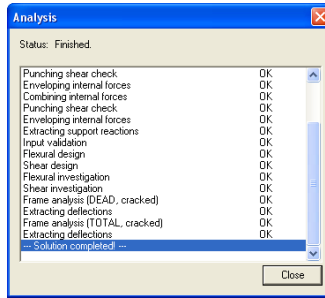 Analysis
Status: Finished.
Punching shear check OK
Enveloping internal forces OK
Combining internal forces OK
Punching shear check OK
Enveloping internal forces OK
Extracting support reactions OK
Input validation OK
Flexural design OK
Shear design OK
Flexural investigation OK
Shear investigation OK
Frame analysis (DEAD, cracked) OK
Extracting deflections OK
Frame analysis (TOTAL, cracked) OK
Extracting deflections OK
--- Solution completed! ---
Close